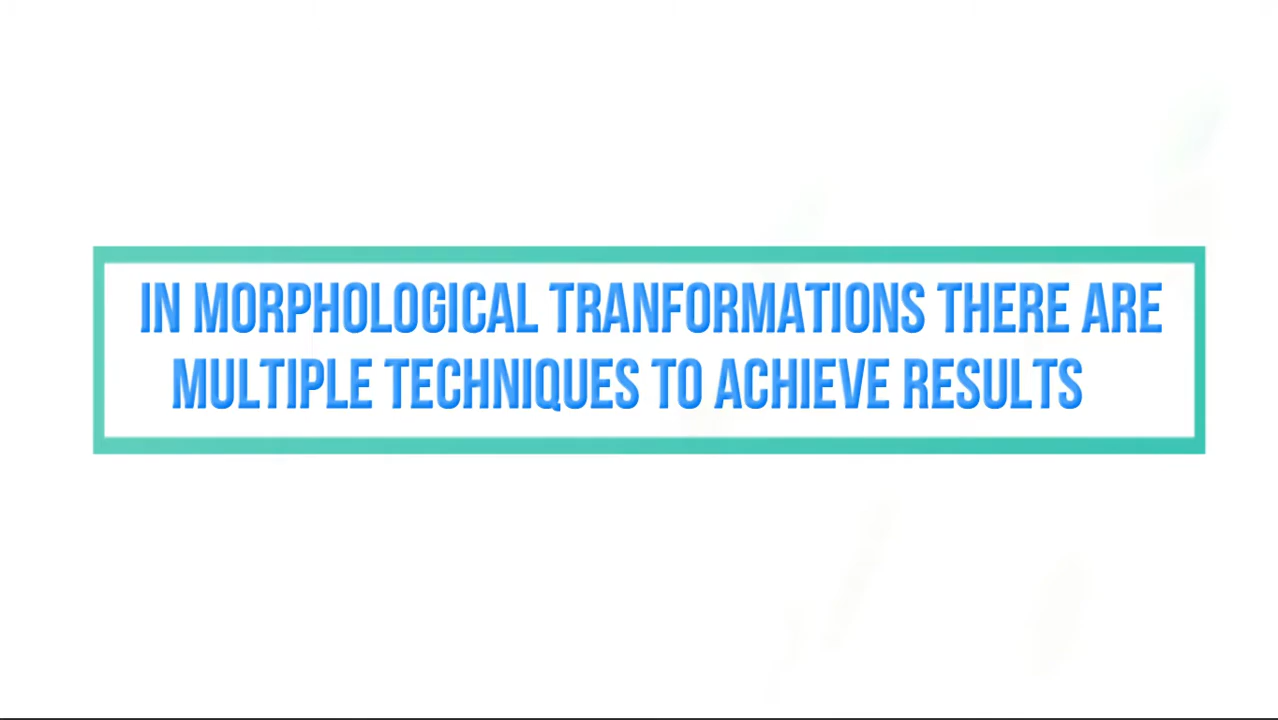 IN MORPHOLOGICAL TRANFORMATIONS THERE ARE
MULTIPLE TECHNIQUES TO ACHIEVE RESULTS